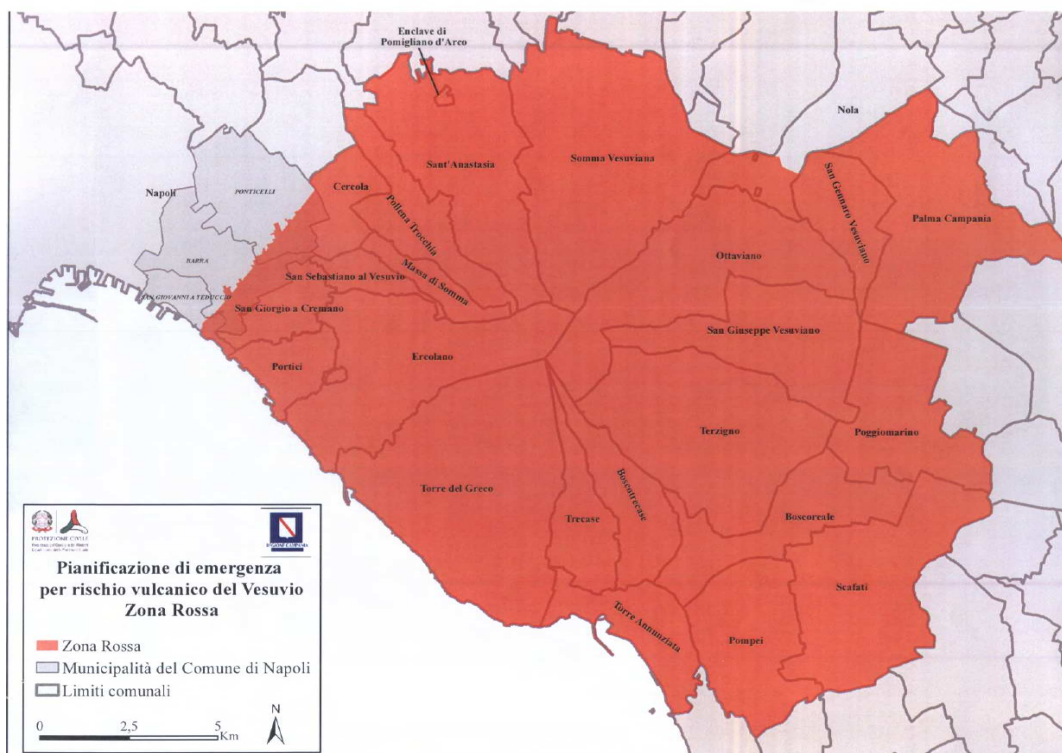 Enclave di
Pomigliano d'Arco
Nola
Sant'Anastasia
Somma Vesuviana
Napoli
PONTICELLI
Cercola
Pollena Trocchia
San Gennaro Vesuviano
Palma Campania
BARRA
Massa di Somma
Ottaviano
San Sebastiano al Vesuvio
SAN GIOVANNI A TEDUCCIO
San Giorgio a Cremano
San Giuseppe Vesuviano
Ercolano
Portici
Terzigno
Poggiomarino
Torre del Greco
Boscotrecase
Trecase
Boscoreale
Scafati
Torre Annunziata
Pompei
PROTEZIONE CIVILE
REGIONE CAMPANIA
Pianificazione di emergenza
per rischio vulcanico del Vesuvio
Zona Rossa
Zona Rossa
Municipalità del Comune di Napoli
Limiti comunali
0 2,5 5
Km
N